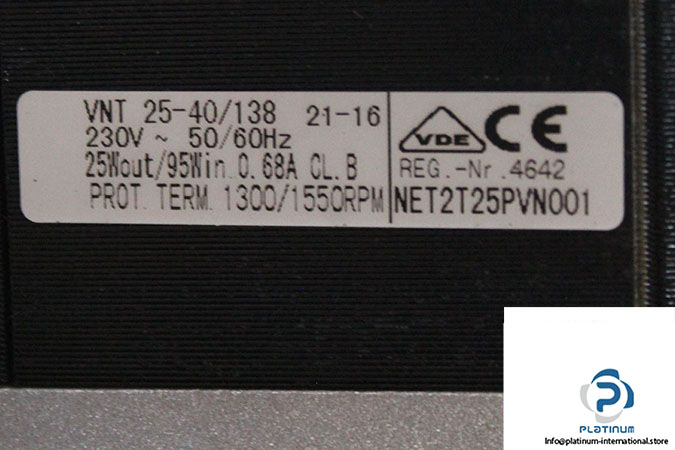 VNT 25-40/138 21-16
230V ~ 50/60Hz
25Wout/95Win 0.68A CL.B
PROT. TERM. 1300/1550RPM
VDE CE
REG.-Nr.4642
NET2T25PVN001
PLATINUM
Info@platinum-international.store